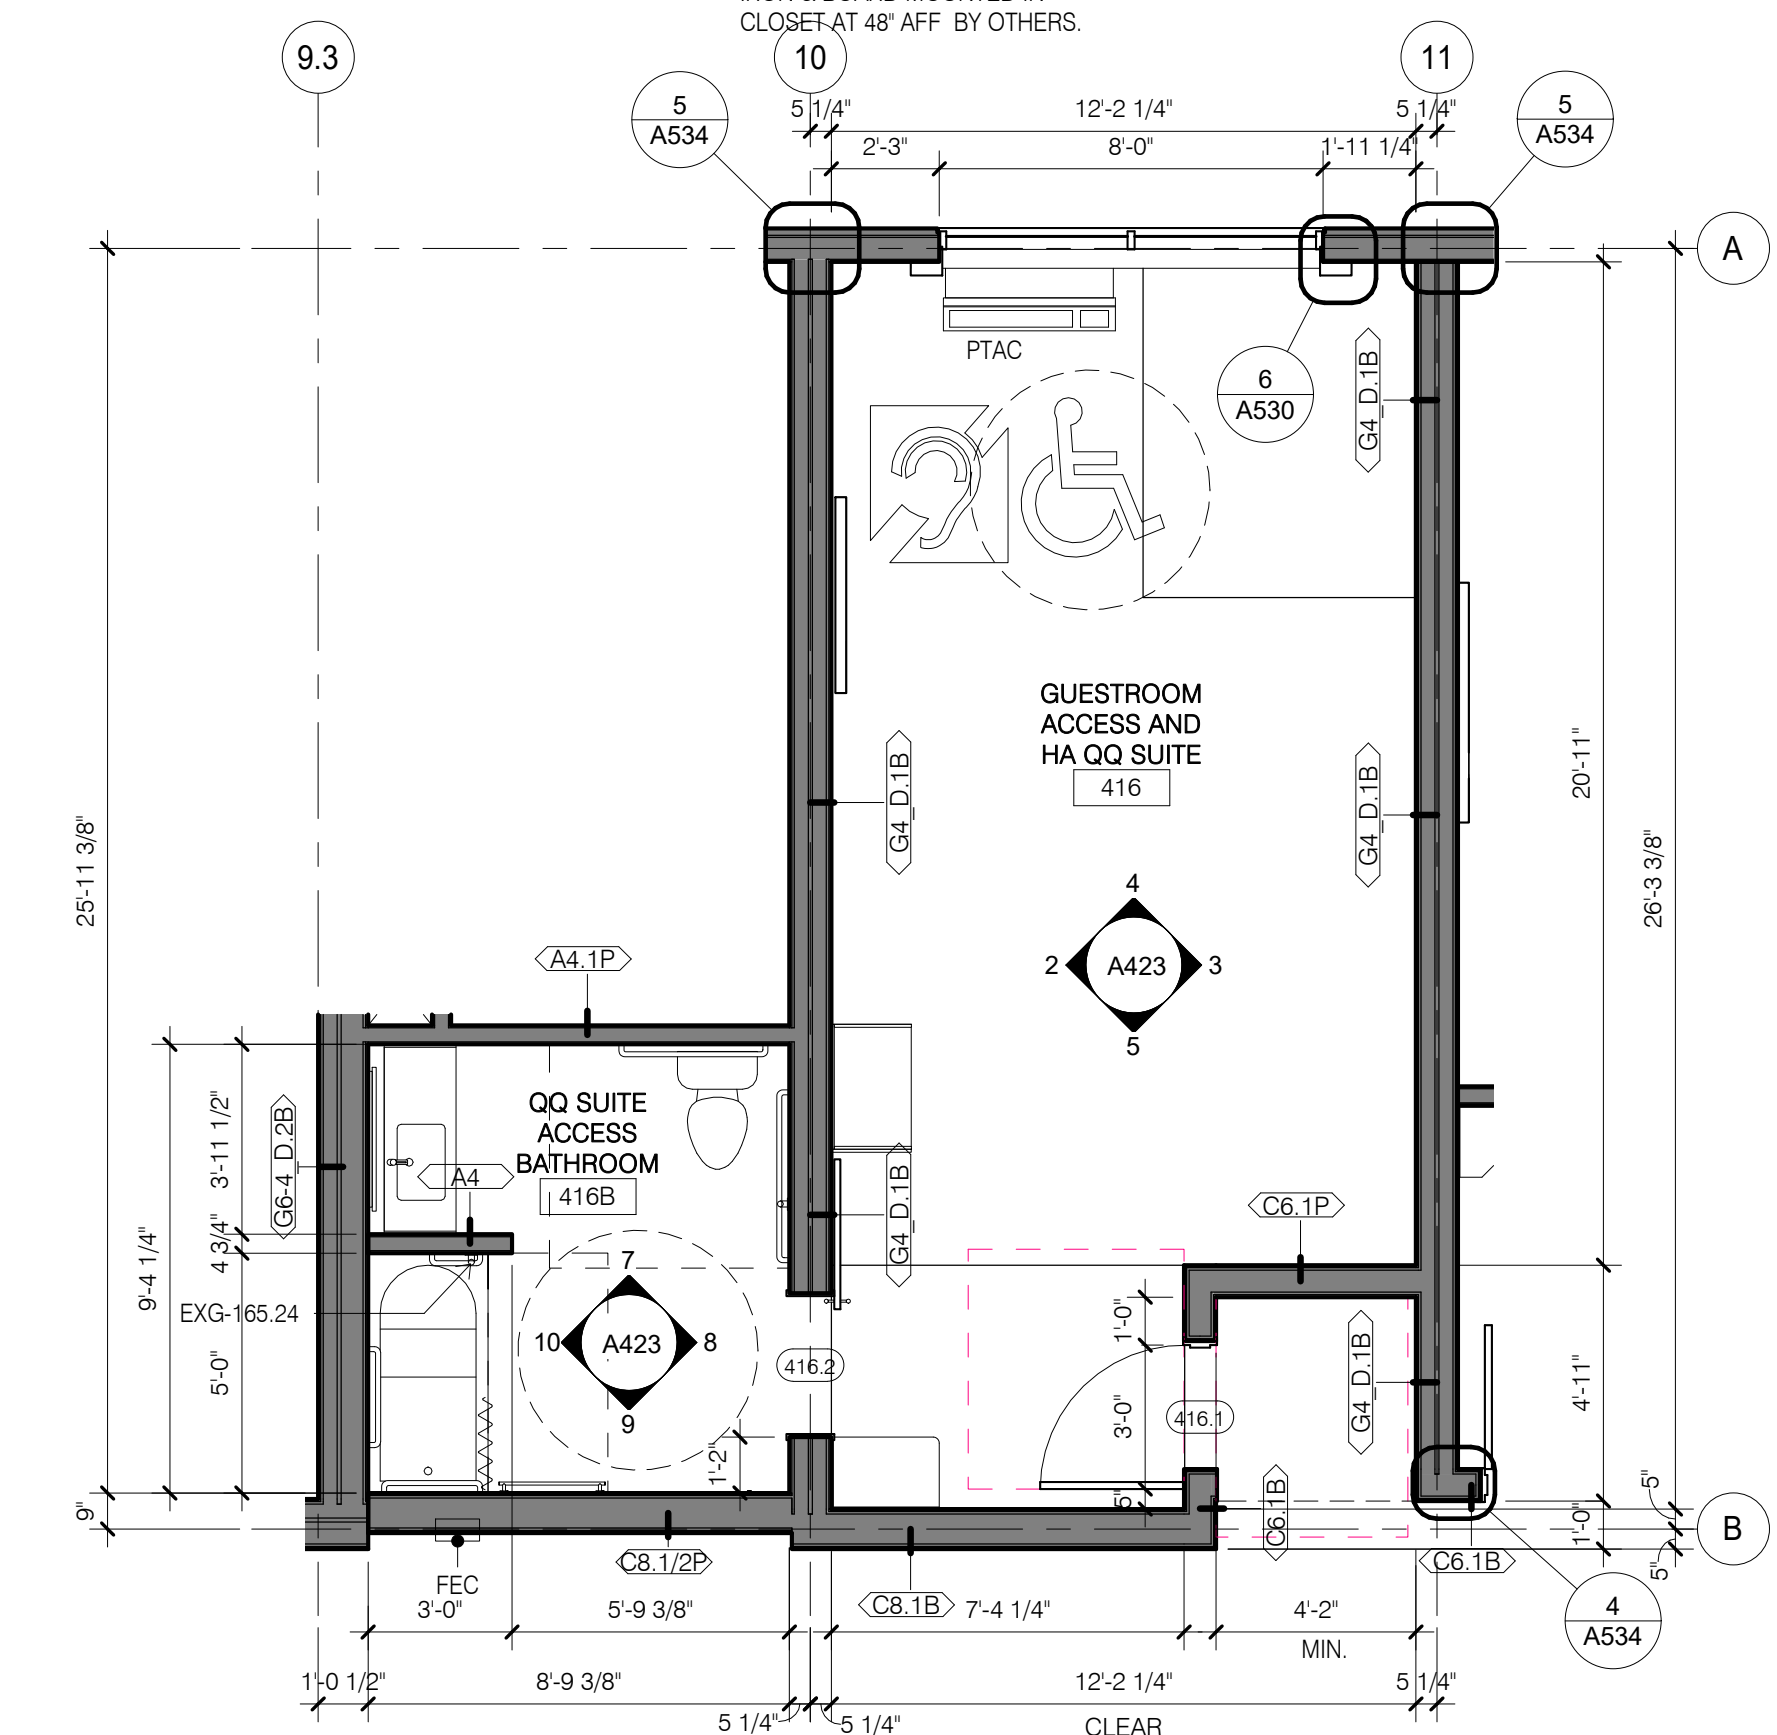 CLOSET AT 48" AFF BY OTHERS.
9.3
10
11
5
A534
5 1/4"
12'-2 1/4"
5 1/4"
5
A534
2'-3"
8'-0"
1'-11 1/4"
A
PTAC
6
A530
G4 D.1B
GUESTROOM
ACCESS AND
HA QQ SUITE
416
G4 D.1B
G4 D.1B
20'-11"
25'-11 3/8"
26'-3 3/8"
4
2
A423
3
5
A4.1P
QQ SUITE
ACCESS
BATHROOM
416B
A4
G6-4 D.2B
3'-11 1/2"
4 3/4"
9'-4 1/4"
5'-0"
9"
EXG-165.24
G4 D.1B
C6.1P
7
10
A423
8
9
416.2
1'-0"
3'-0"
416.1
G4 D.1B
4'-11"
1'-2"
5"
C6.1B
1'-0"
5"
5"
B
FEC
C8.1/2P
C8.1B
C6.1B
4
A534
3'-0"
5'-9 3/8"
7'-4 1/4"
4'-2"
MIN.
1'-0 1/2"
8'-9 3/8"
12'-2 1/4"
5 1/4"
5 1/4"
5 1/4"
CLEAR